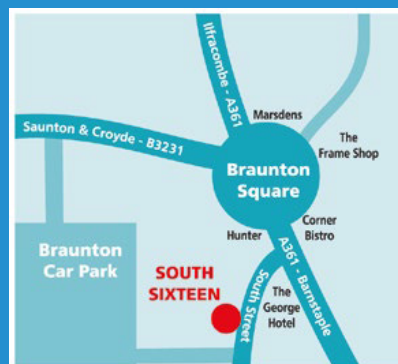 Ilfracombe - A361
Marsdens
Saunton & Croyde - B3231
The
Frame Shop
Braunton
Square
Hunter
Corner
Bistro
Braunton
Car Park
SOUTH
SIXTEEN
South Street
The
George
Hotel
A361 - Barnstaple